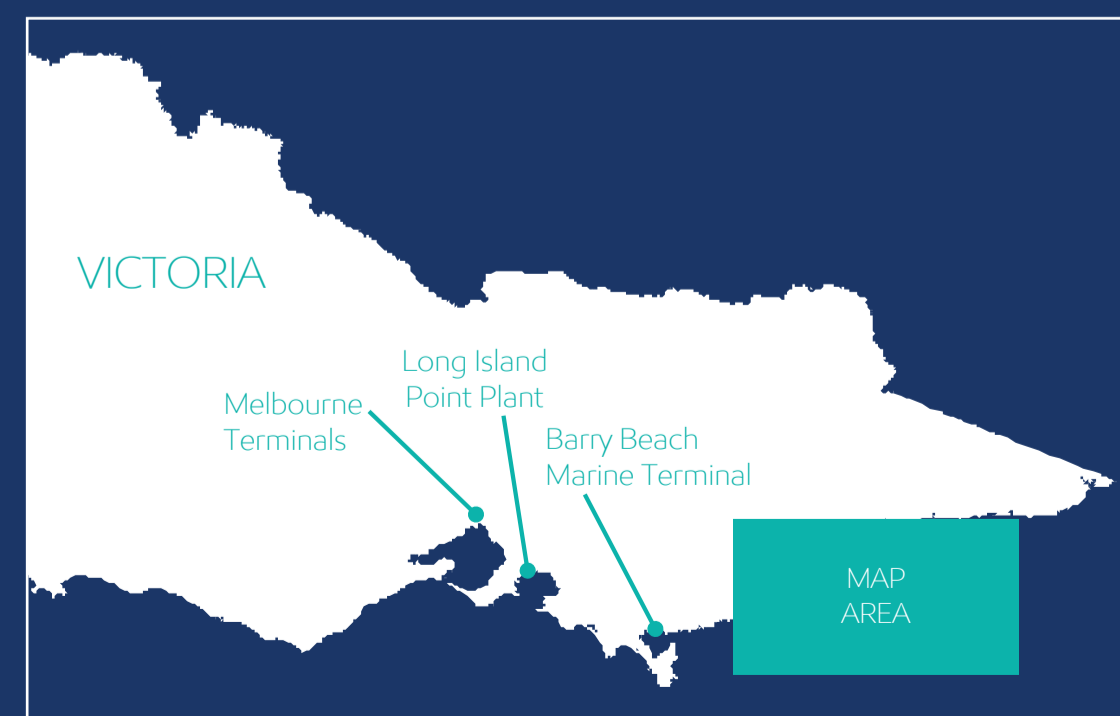 VICTORIA
Long Island
Point Plant
Melbourne
Terminals
Barry Beach
Marine Terminal
MAP
AREA